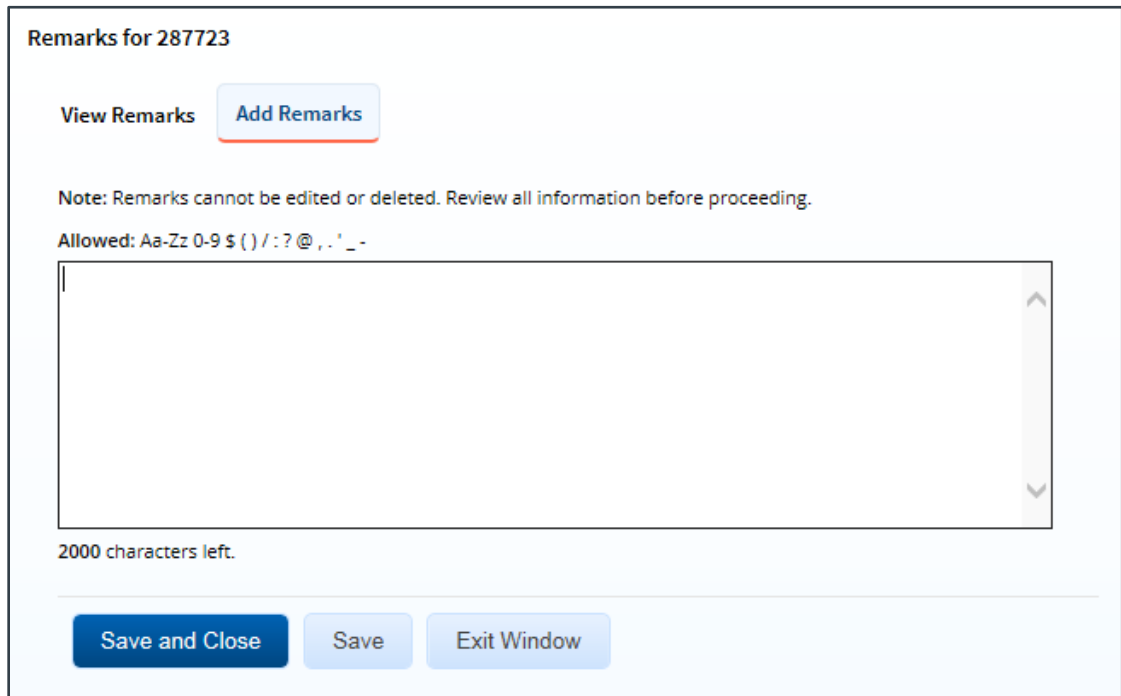 Remarks for 287723
View Remarks Add Remarks
Note: Remarks cannot be edited or deleted. Review all information before proceeding.
Allowed: Aa-Zz 0-9 $ ( ) / : ? @ , . ' _ -
2000 characters left.
Save and Close Save Exit Window